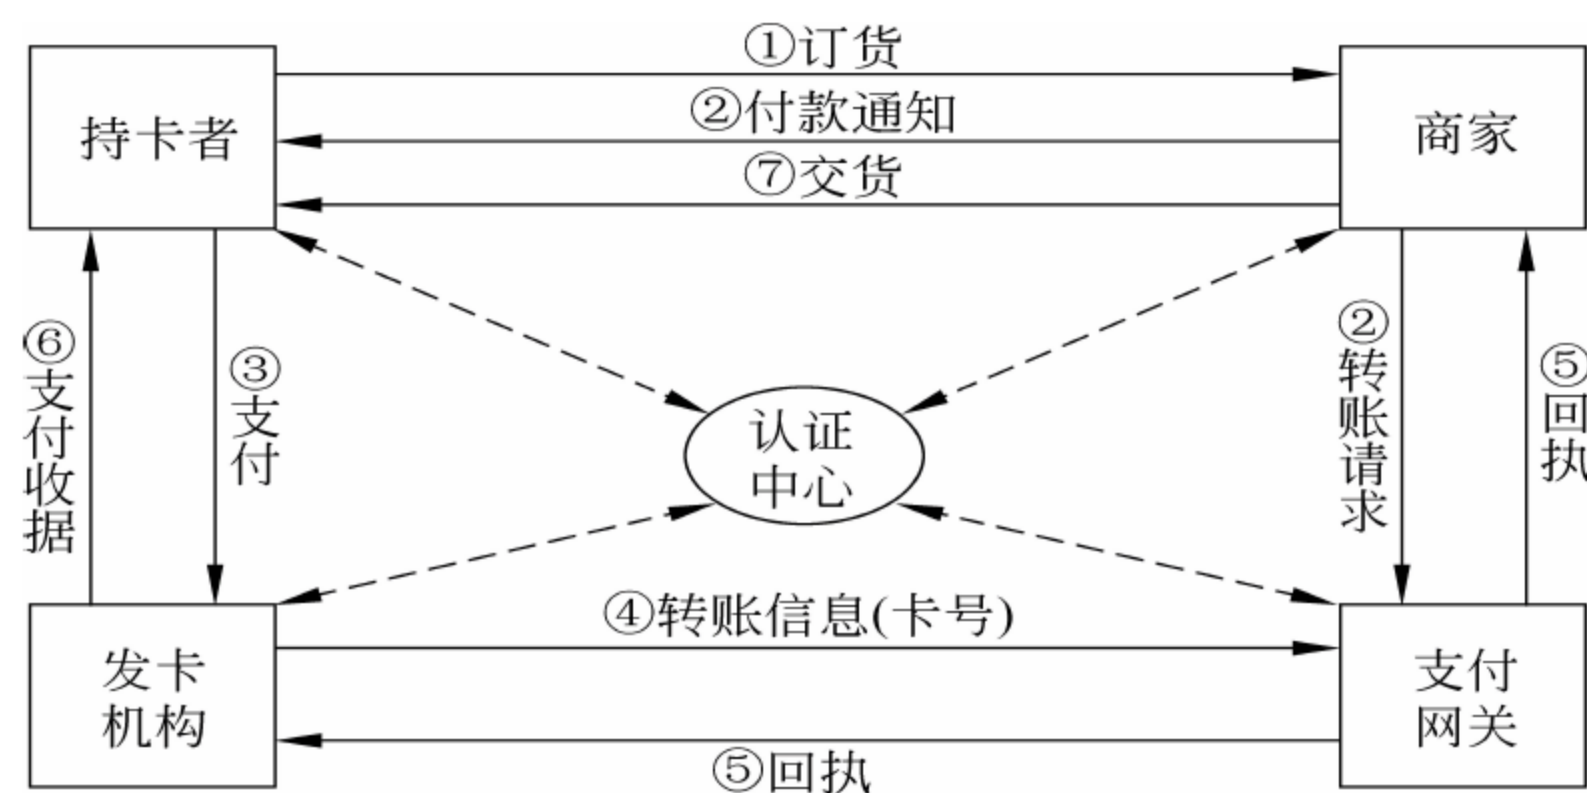 ①订货
持卡者
②付款通知
商家
⑦交货
⑥支付收据
③支付
认证
中心
②转账请求
⑤回执
④转账信息(卡号)
发卡
机构
支付
网关
⑤回执